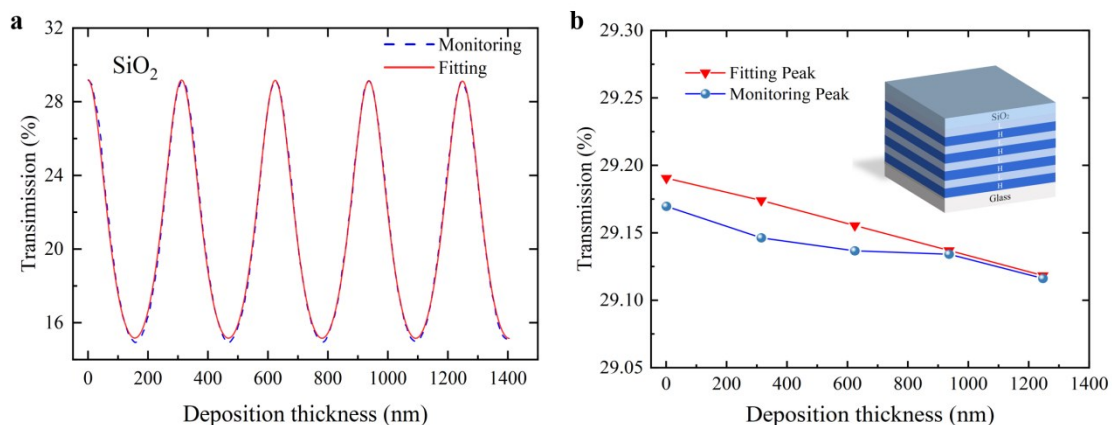 a
32
28
24
20
16
Transimission (%)
SiO₂
Monitoring
Fitting
0 200 400 600 800 1000 1200 1400
Deposition thickness (nm)
b
29.30
29.25
29.20
29.15
29.10
29.05
Transmission (%)
Fitting Peak
Monitoring Peak
SiO₂
H
H
H
H
Glass
0 200 400 600 800 1000 1200 1400
Deposition thickness (nm)